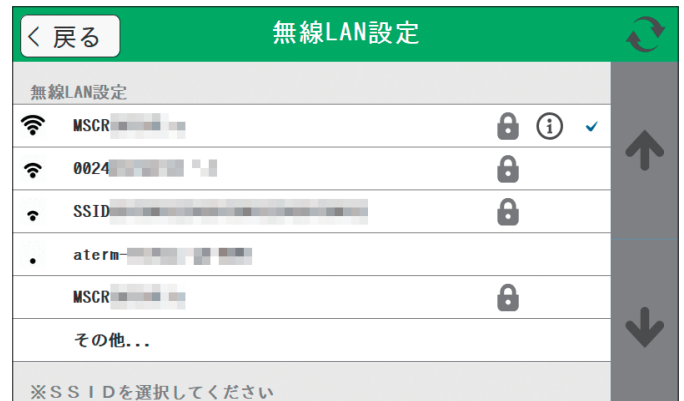 戻る
無線LAN設定
無線LAN設定
MSCR
0024
SSID
aterm-
MSCR
その他...
※ＳＳＩＤを選択してください